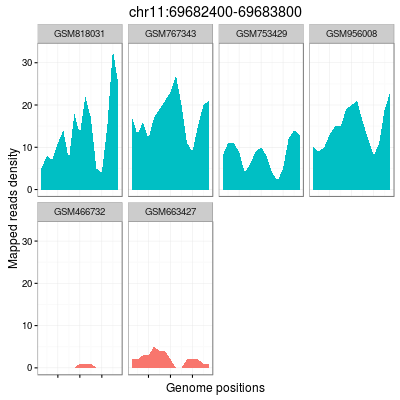 chr11:69682400-69683800
GSM818031 GSM767343 GSM753429 GSM956008
30
20
10
0
GSM466732 GSM663427
30
20
10
0
Mapped reads density
Genome positions